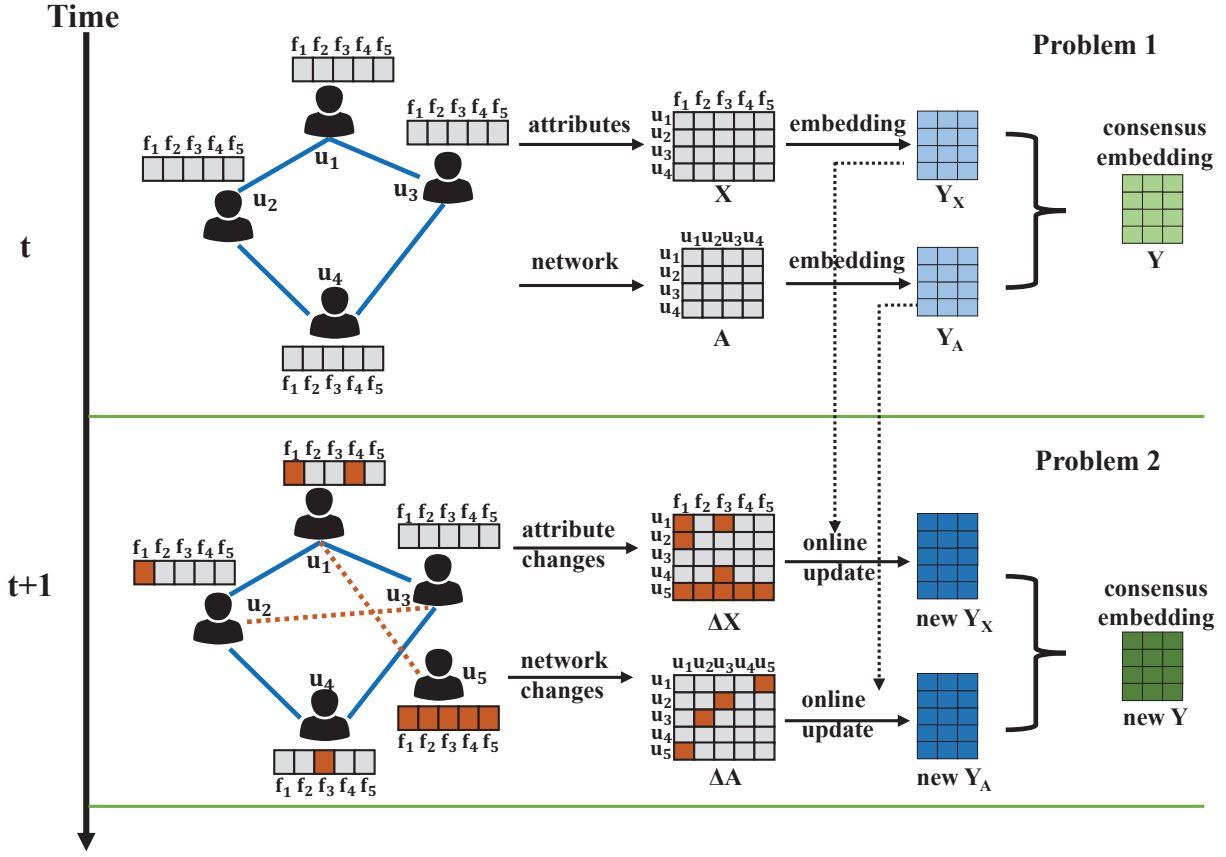 Time
Problem 1
f₁ f₂ f₃ f₄ f₅
f₁ f₂ f₃ f₄ f₅
f₁ f₂ f₃ f₄ f₅
u₁
u₂
u₃
u₄
f₁ f₂ f₃ f₄ f₅
t
attributes
f₁ f₂ f₃ f₄ f₅
u₁
u₂
u₃
u₄
X
embedding
Y_X
network
u₁u₂u₃u₄
u₁
u₂
u₃
u₄
A
embedding
Y_A
consensus
embedding
Y
Problem 2
t+1
f₁ f₂ f₃ f₄ f₅
f₁ f₂ f₃ f₄ f₅
f₁ f₂ f₃ f₄ f₅
u₁
u₂
u₃
u₄
u₅
f₁ f₂ f₃ f₄ f₅
f₁ f₂ f₃ f₄ f₅
attribute
changes
f₁ f₂ f₃ f₄ f₅
u₁
u₂
u₃
u₄
u₅
ΔX
online
update
new Y_X
network
changes
u₁u₂u₃u₄u₅
u₁
u₂
u₃
u₄
u₅
ΔA
online
update
new Y_A
consensus
embedding
new Y